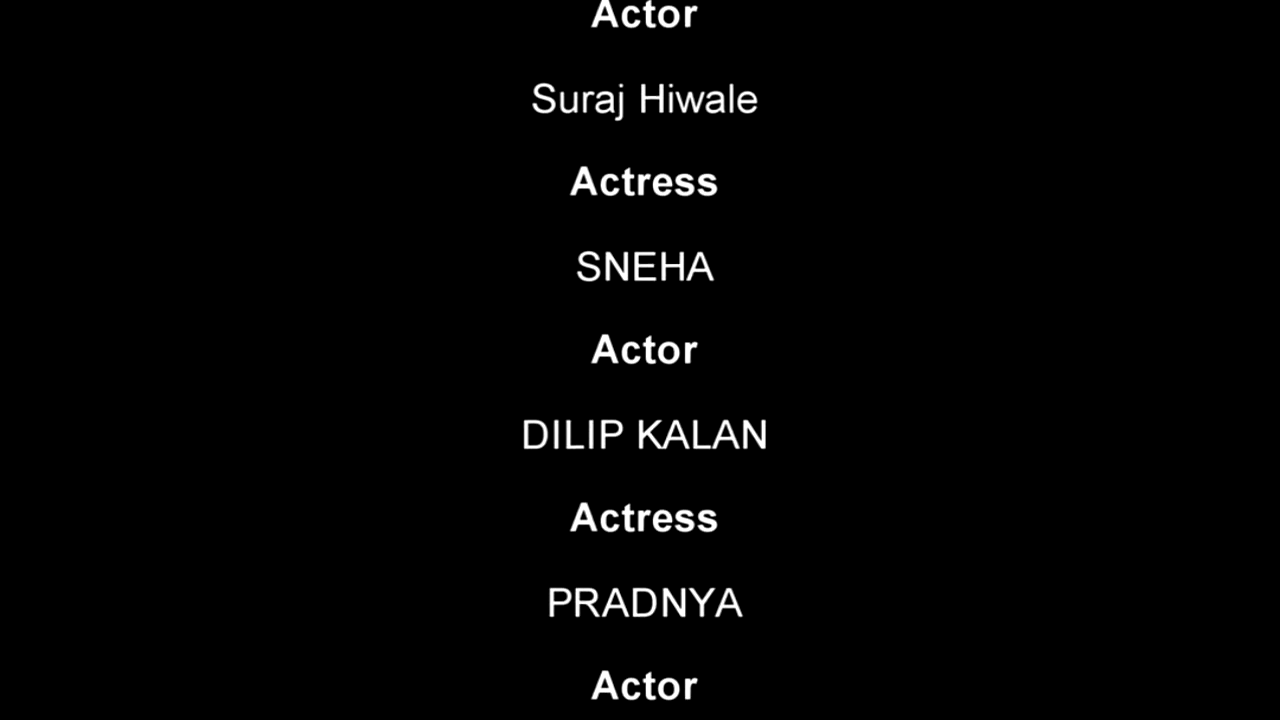 Actor
Suraj Hiwale
Actress
SNEHA
Actor
DILIP KALAN
Actress
PRADNYA
Actor